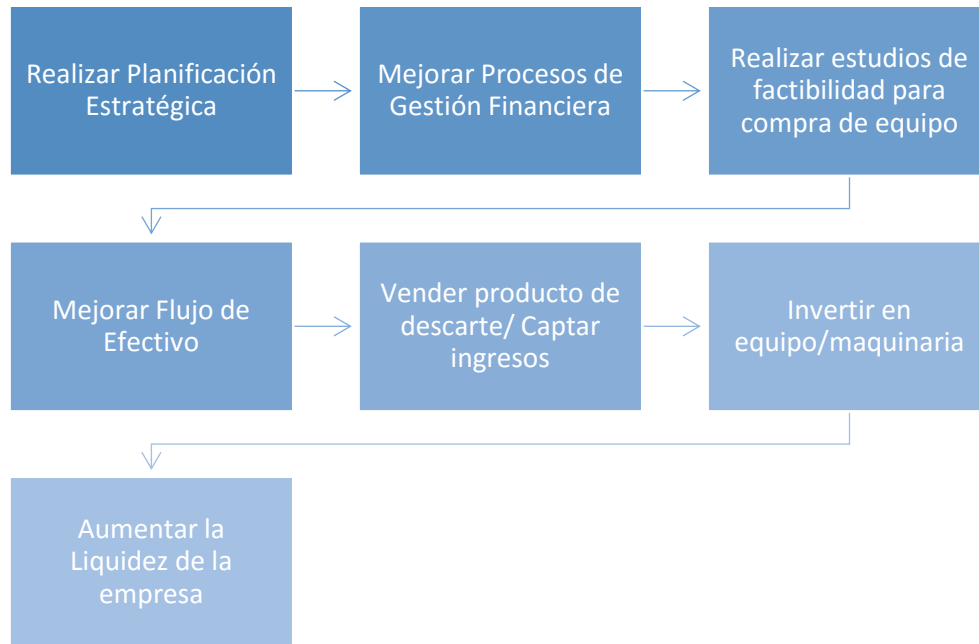 Realizar Planificación
Estratégica
Mejorar Procesos de
Gestión Financiera
Realizar estudios de
factibilidad para
compra de equipo
Mejorar Flujo de
Efectivo
Vender producto de
descarte/ Captar
ingresos
Invertir en
equipo/maquinaria
Aumentar la
Liquidez de la
empresa